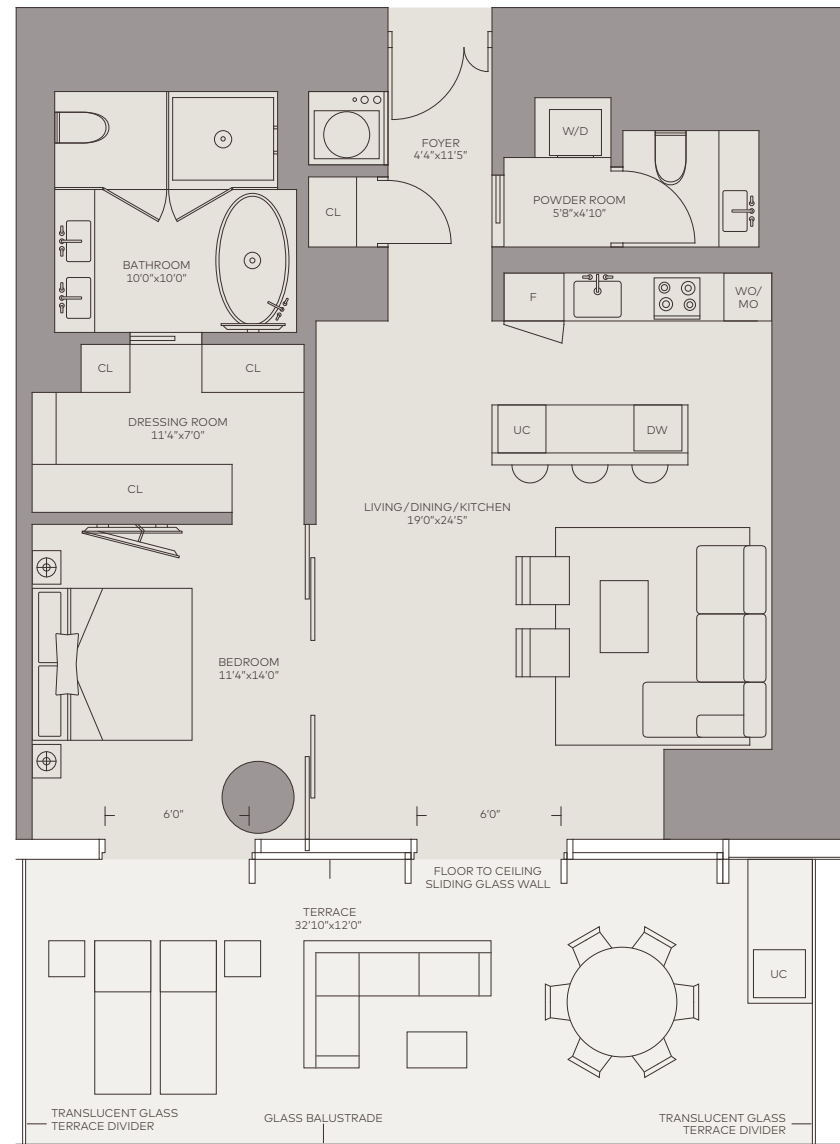 W/D
FOYER
4'4"x11'5"
POWDER ROOM
5'8"x4'10"
CL
BATHROOM
10'0"x10'0"
F
WO/
MO
CL
CL
DRESSING ROOM
11'4"x7'0"
UC
DW
CL
LIVING/DINING/KITCHEN
19'0"x24'5"
BEDROOM
11'4"x14'0"
6'0"
6'0"
FLOOR TO CEILING
SLIDING GLASS WALL
TERRACE
32'10"x12'0"
UC
TRANSLUCENT GLASS
TERRACE DIVIDER
GLASS BALUSTRADE
TRANSLUCENT GLASS
TERRACE DIVIDER